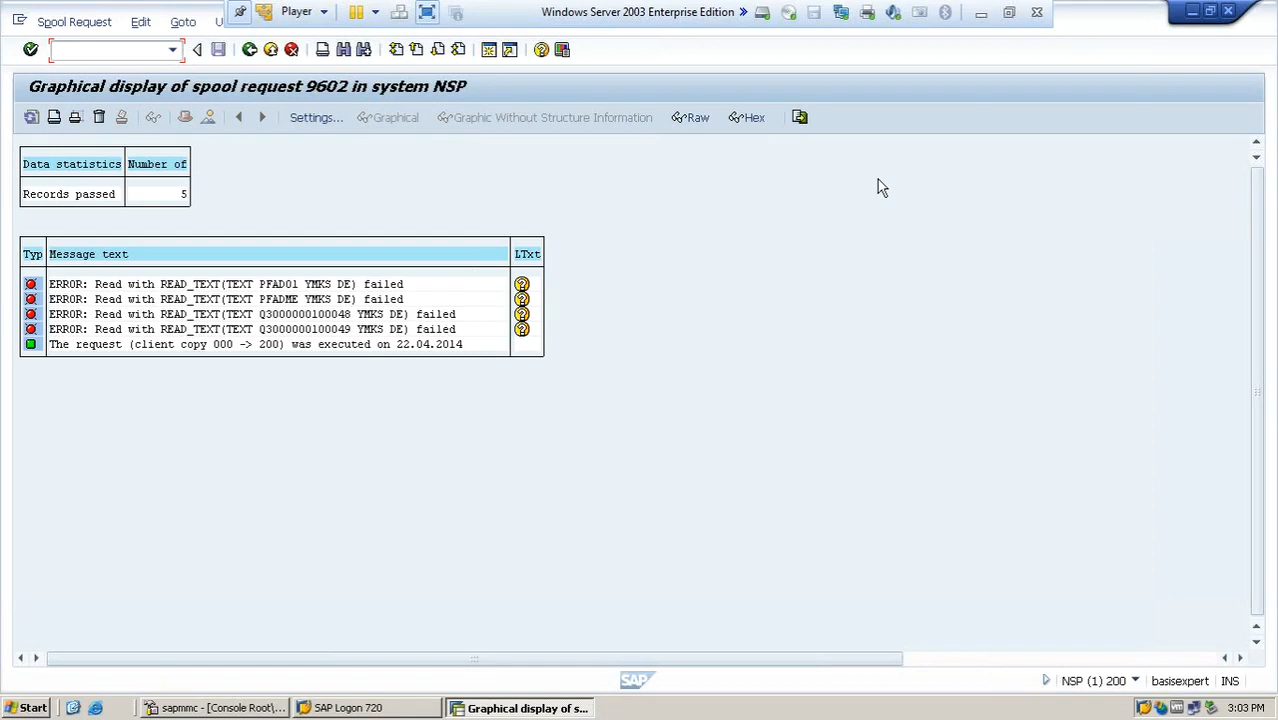 Spool Request Edit Goto U
Player
Windows Server 2003 Enterprise Edition
Graphical display of spool request 9602 in system NSP
Settings... Graphical Graphic Without Structure Information Raw Hex
Data statistics Number of
Records passed 5
Typ Message text LTxt
ERROR: Read with READ_TEXT(TEXT PFAD01 YMKS DE) failed
ERROR: Read with READ_TEXT(TEXT PFADME YMKS DE) failed
ERROR: Read with READ_TEXT(TEXT Q3000000100048 YMKS DE) failed
ERROR: Read with READ_TEXT(TEXT Q3000000100049 YMKS DE) failed
The request (client copy 000 -> 200) was executed on 22.04.2014
SAP
NSP (1) 200 basisexpert INS
Start sapmmc - [Console Root\... SAP Logon 720 Graphical display of s... 3:03 PM